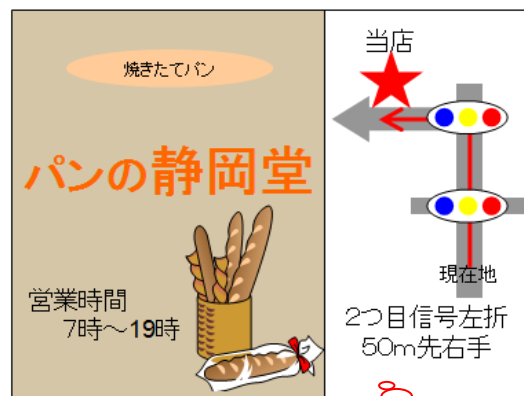 焼きたてパン
パンの静岡堂
営業時間
7時～19時
当店
現在地
2つ目信号左折
50m先右手